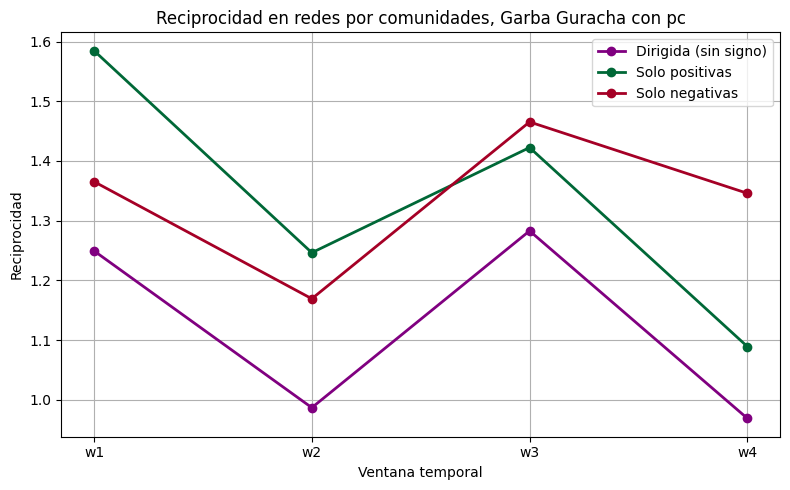 Reciprocidad en redes por comunidades, Garba Guracha con pc
Dirigida (sin signo)
Solo positivas
Solo negativas
Reciprocidad
1.6
1.5
1.4
1.3
1.2
1.1
1.0
w1
w2
w3
w4
Ventana temporal